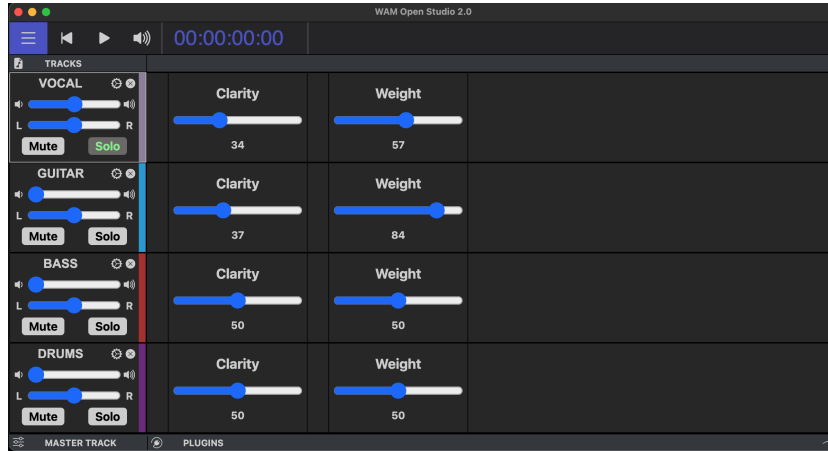 WAM Open Studio 2.0
00:00:00:00
TRACKS
VOCAL
L R
Mute Solo
Clarity Weight
34 57
GUITAR
L R
Mute Solo
Clarity Weight
37 84
BASS
L R
Mute Solo
Clarity Weight
50 50
DRUMS
L R
Mute Solo
Clarity Weight
50 50
MASTER TRACK PLUGINS